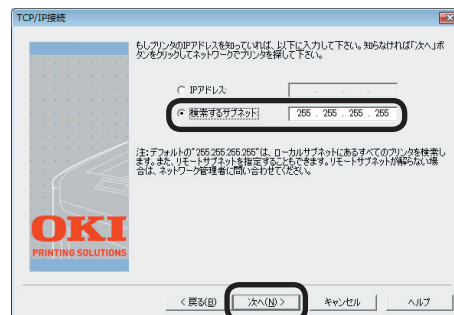 TCP/IP接続
もしプリンタのIPアドレスを知っていれば、以下に入力して下さい。知らなければ「次へ」ボ
タンをクリックしてネットワークでプリンタを探して下さい。
IPアドレス:
検索するサブネット:
255 . 255 . 255 . 255
注:デフォルトの"255.255.255.255"は、ローカルサブネットにあるすべてのプリンタを検索し
ます。また、リモートサブネットを指定することもできます。リモートサブネットが解らない場
合は、ネットワーク管理者に問い合わせてください。
OKI
PRINTING SOLUTIONS
< 戻る(B)
次へ(N) >
キャンセル
ヘルプ